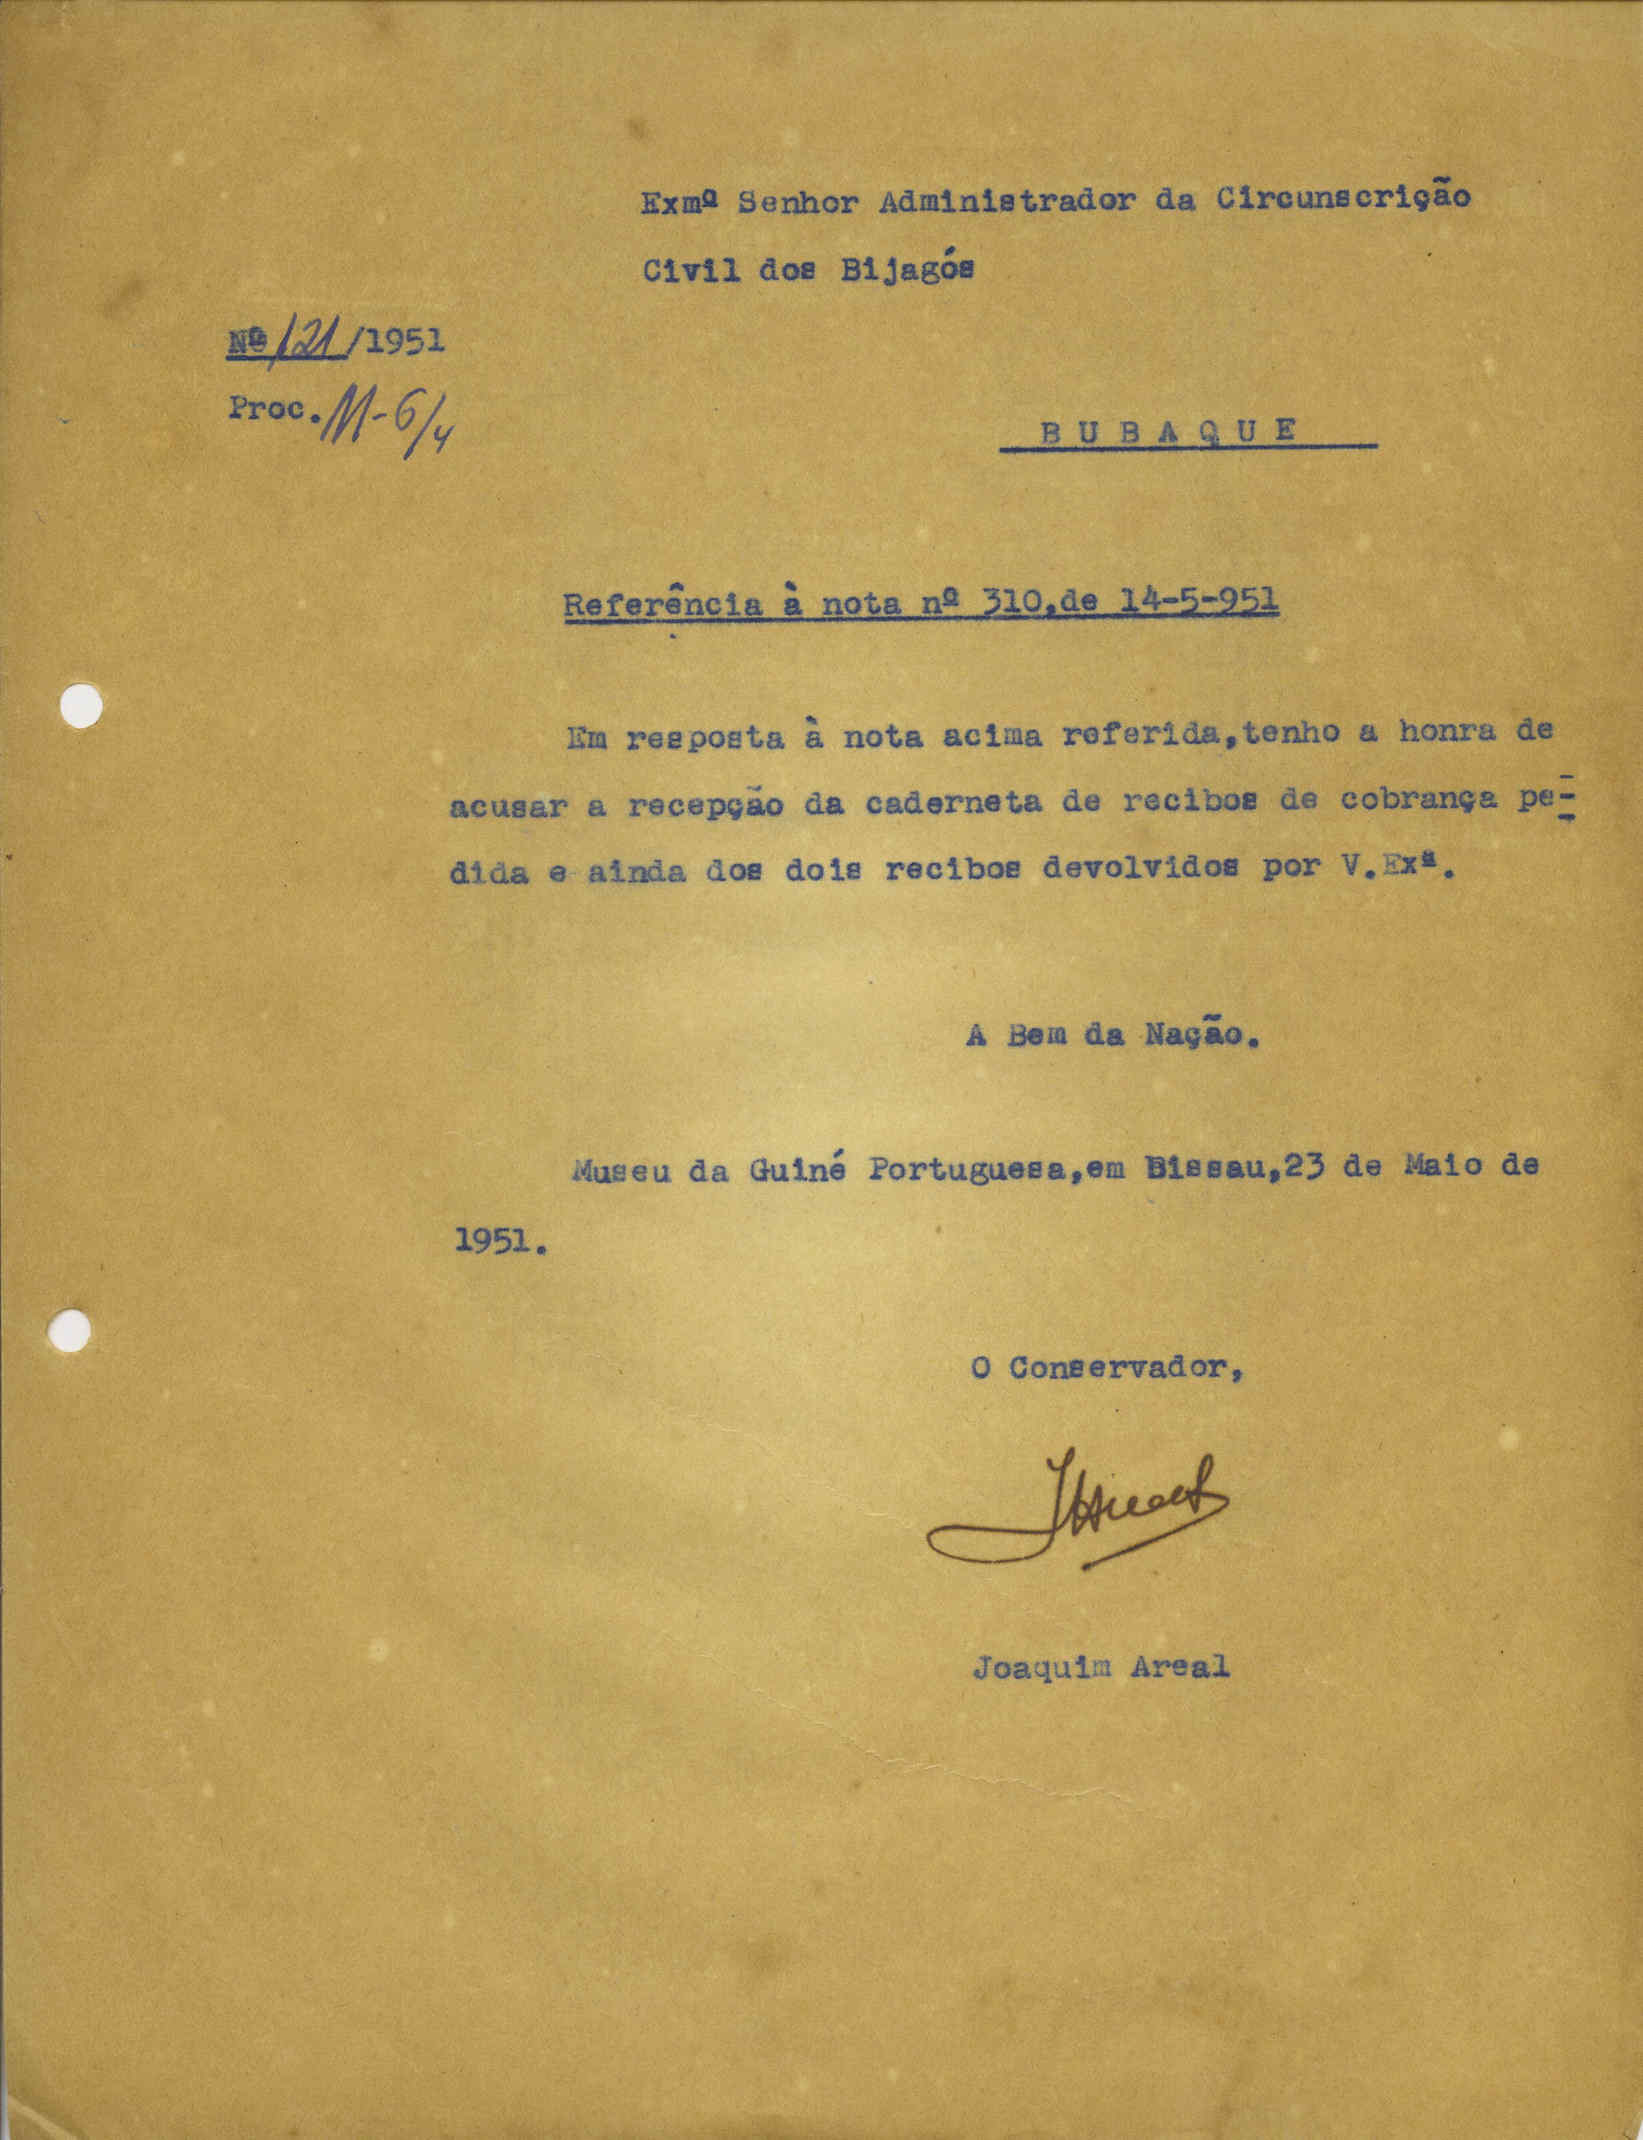 Exmº Senhor Administrador da Circunscrição
Civil dos Bijagós
Nº 121/1951
Proc. M-6/4
BUBAQUE
Referência à nota nº 310,de 14-5-951
Em resposta à nota acima referida,tenho a honra de
acusar a recepção da caderneta de recibos de cobrança pe-
dida e ainda dos dois recibos devolvidos por V.Exª.
A Bem da Nação.
Museu da Guiné Portuguesa,em Bissau,23 de Maio de
1951.
O Conservador,
JAreal
Joaquim Areal